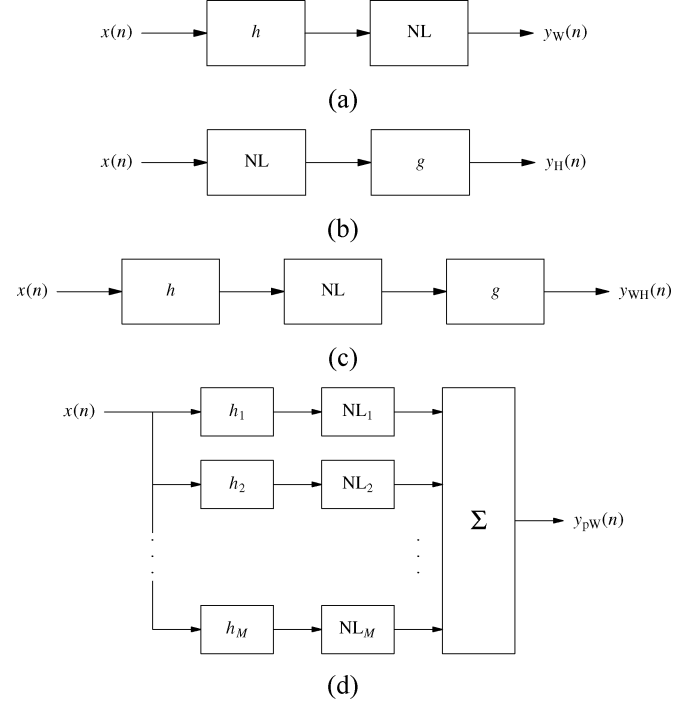 x(n) h NL y_W(n)
(a)
x(n) NL g y_H(n)
(b)
x(n) h NL g y_WH(n)
(c)
x(n) h_1 NL_1
h_2 NL_2
Σ y_pW(n)
h_M NL_M
(d)